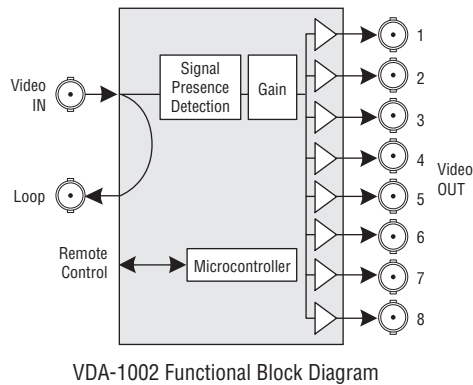 Video
IN
Signal
Presence
Detection
Gain
Loop
Remote
Control
Microcontroller
1
2
3
4
5
6
7
8
Video
OUT
VDA-1002 Functional Block Diagram